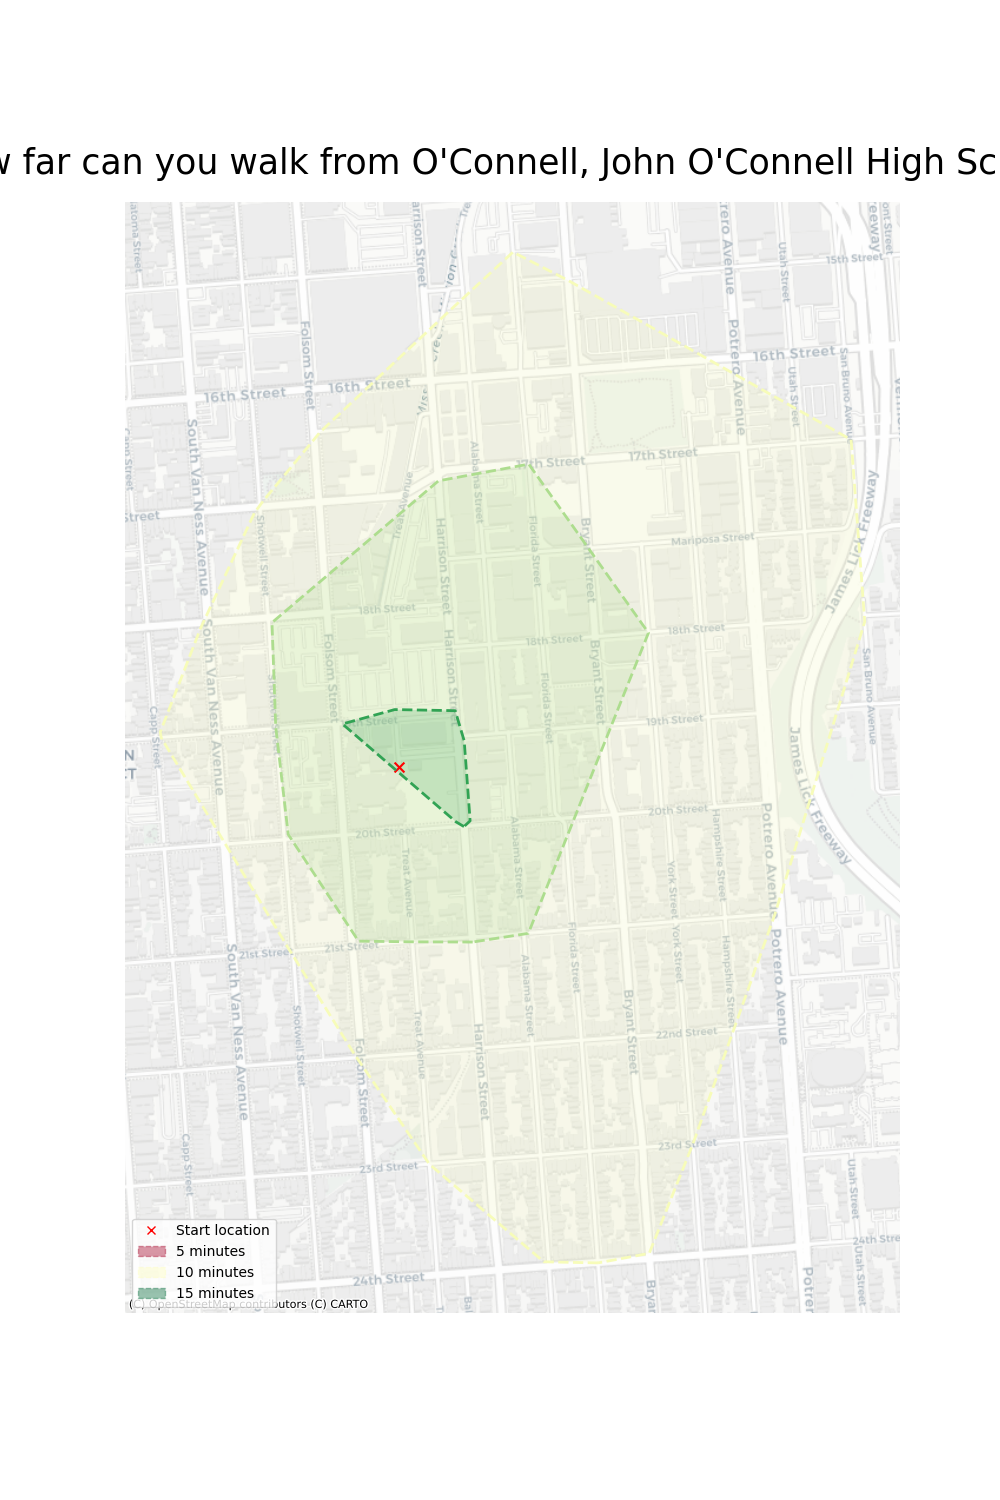 w far can you walk from O'Connell, John O'Connell High Sc
15th Street
Utah Street
Potrero Avenue
16th Street
16th Street
16th Street
Folsom Street
San Bruno Avenue
Utah Street
South Van Ness Avenue
17th Street
17th Street
Alabama Street
Treat Avenue
Shotwell Street
Harrison Street
Florida Street
Bryant Street
Mariposa Street
James Lick Freeway
18th Street
18th Street
18th Street
South Van Ness Avenue
Folsom Street
Harrison Street
Bryant Street
Florida Street
San Bruno Avenue
Shotwell Street
Capp Street
19th Street
James Lick Freeway
20th Street
20th Street
Treat Avenue
Alabama Street
Hampshire Street
Potrero Avenue
York Street
Florida Street
York Street
21st Street
21st Street
South Van Ness Avenue
Alabama Street
Hampshire Street
Potrero Avenue
Shotwell Street
Treat Avenue
Harrison Street
Bryant Street
22nd Street
Folsom Street
Capp Street
23rd Street
23rd Street
Utah Street
24th Street
Utah Street
Start location
5 minutes
10 minutes
15 minutes
(C) OpenStreetMap contributors (C) CARTO